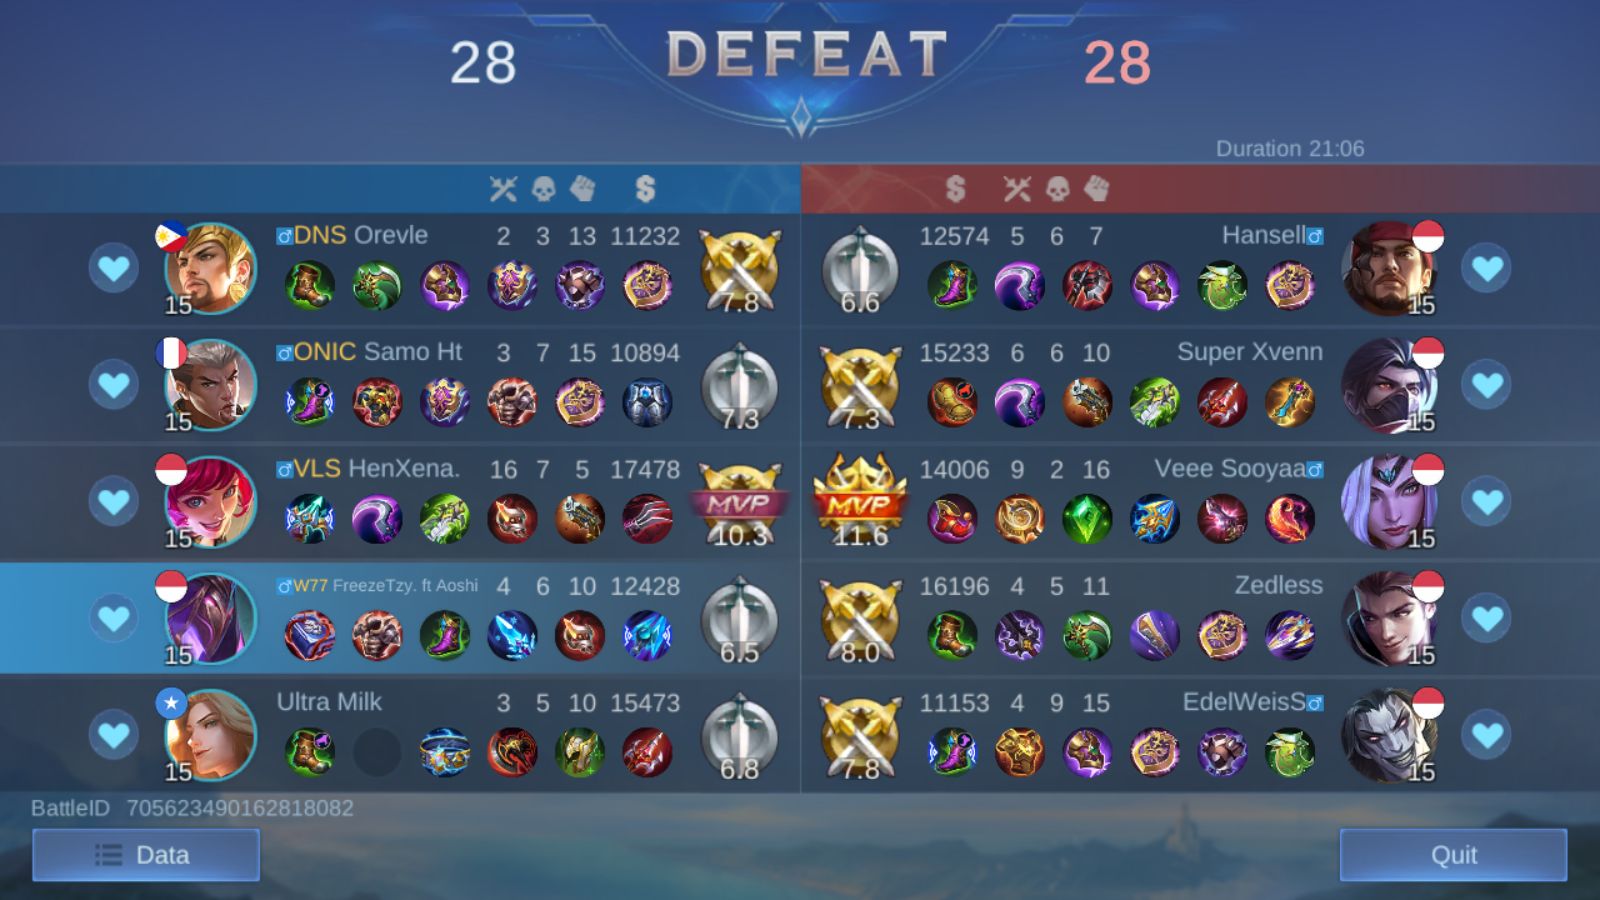 28 DEFEAT 28
Duration 21:06
DNS Orevle 2 3 13 11232 7.8 15
6.6 12574 5 6 7 Hansell 15
ONIC Samo Ht 3 7 15 10894 7.3 15
7.3 15233 6 6 10 Super Xvenn 15
VLS HenXena. 16 7 5 17478 MVP 10.3 15
MVP 11.6 14006 9 2 16 Veee Sooyaa 15
W77 FreezeTzy. ft Aoshi 4 6 10 12428 6.5 15
8.0 16196 4 5 11 Zedless 15
Ultra Milk 3 5 10 15473 6.8 15
7.8 11153 4 9 15 EdelWeisS 15
BattleID 705623490162818082
Data
Quit